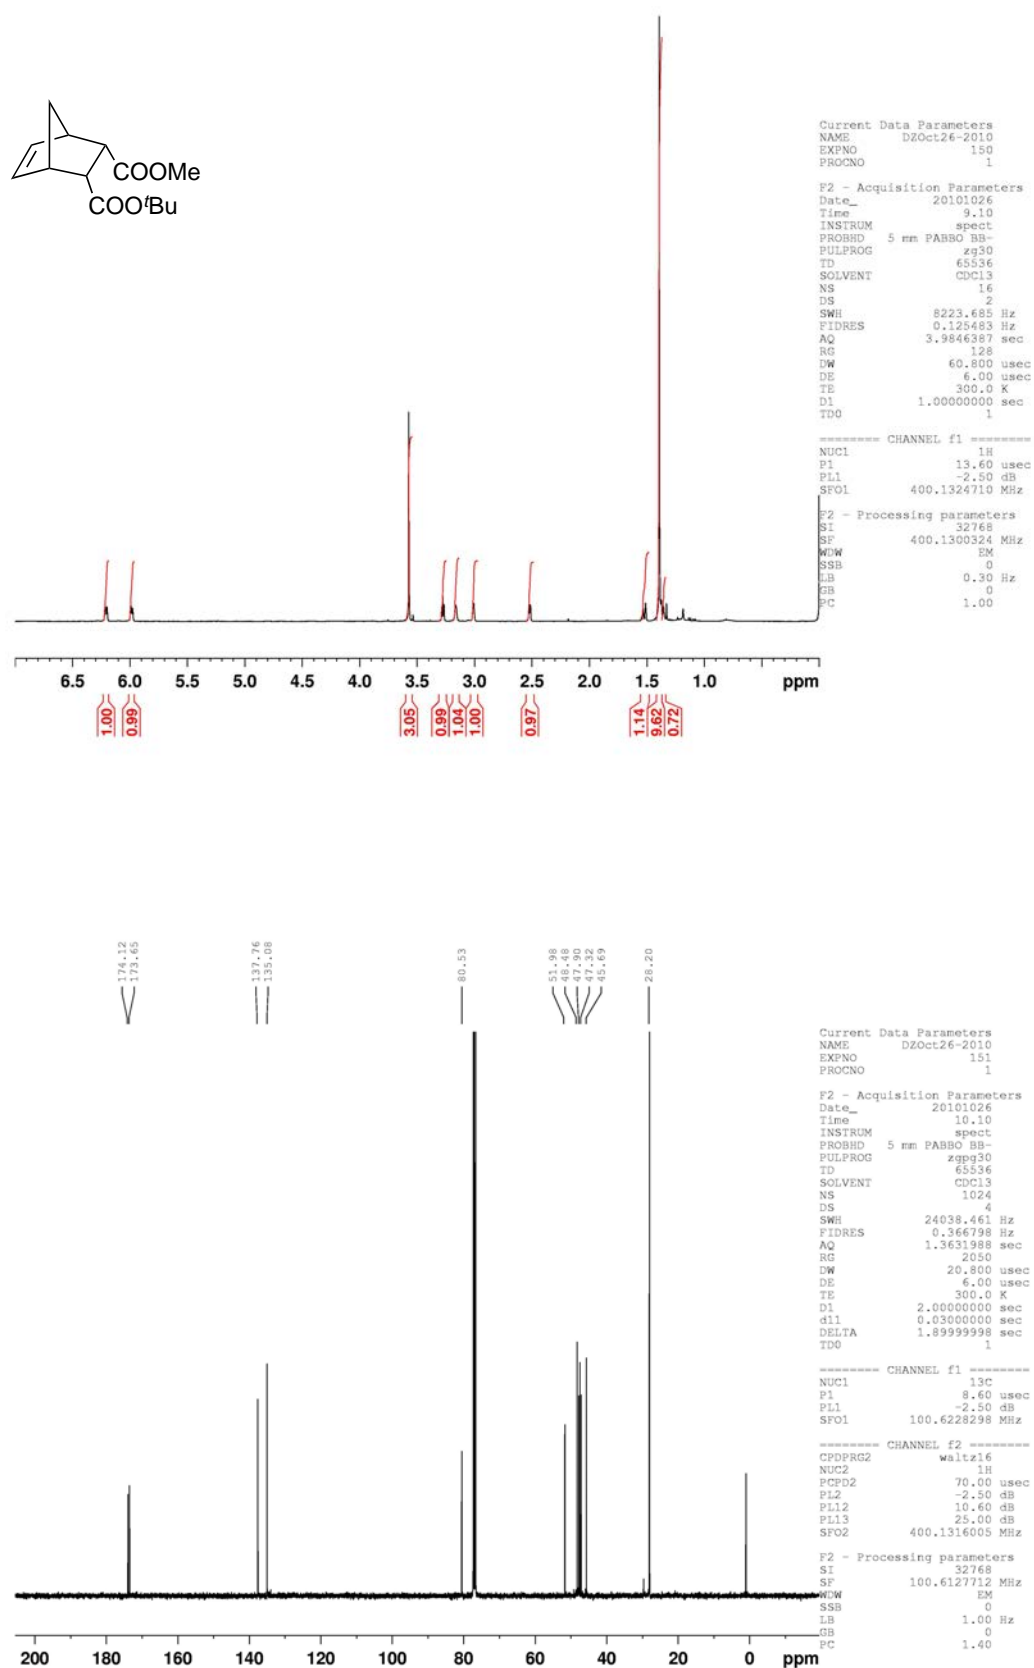 COOMe
COOᵗBu
Current Data Parameters
NAME DZOct26-2010
EXPNO 150
PROCNO 1
F2 - Acquisition Parameters
Date_ 20101026
Time 9.10
INSTRUM spect
PROBHD 5 mm PABBO BB-
PULPROG zg30
TD 65536
SOLVENT CDCl3
NS 16
DS 2
SWH 8223.685 Hz
FIDRES 0.125483 Hz
AQ 3.9846387 sec
RG 128
DW 60.800 usec
DE 6.00 usec
TE 300.0 K
D1 1.00000000 sec
TD0 1
======== CHANNEL f1 ========
NUC1 1H
P1 13.60 usec
PL1 -2.50 dB
SFO1 400.1324710 MHz
F2 - Processing parameters
SI 32768
SF 400.1300324 MHz
WDW EM
SSB 0
LB 0.30 Hz
GB 0
PC 1.00
6.5 6.0 5.5 5.0 4.5 4.0 3.5 3.0 2.5 2.0 1.5 1.0 ppm
1.00 0.99 3.05 0.99 1.04 1.00 0.97 1.14 9.62 0.72
174.12 173.65 137.76 135.08 80.53 51.98 48.48 47.90 47.32 45.69 28.20
Current Data Parameters
NAME DZOct26-2010
EXPNO 151
PROCNO 1
F2 - Acquisition Parameters
Date_ 20101026
Time 10.10
INSTRUM spect
PROBHD 5 mm PABBO BB-
PULPROG zgpg30
TD 65536
SOLVENT CDCl3
NS 1024
DS 4
SWH 24038.461 Hz
FIDRES 0.366798 Hz
AQ 1.3631988 sec
RG 2050
DW 20.800 usec
DE 6.00 usec
TE 300.0 K
D1 2.00000000 sec
d11 0.03000000 sec
DELTA 1.89999998 sec
TD0 1
======== CHANNEL f1 ========
NUC1 13C
P1 8.60 usec
PL1 -2.50 dB
SFO1 100.6228298 MHz
======== CHANNEL f2 ========
CPDPRG2 waltz16
NUC2 1H
PCPD2 70.00 usec
PL2 -2.50 dB
PL12 10.60 dB
PL13 25.00 dB
SFO2 400.1316005 MHz
F2 - Processing parameters
SI 32768
SF 100.6127712 MHz
WDW EM
SSB 0
LB 1.00 Hz
GB 0
PC 1.40
200 180 160 140 120 100 80 60 40 20 0 ppm